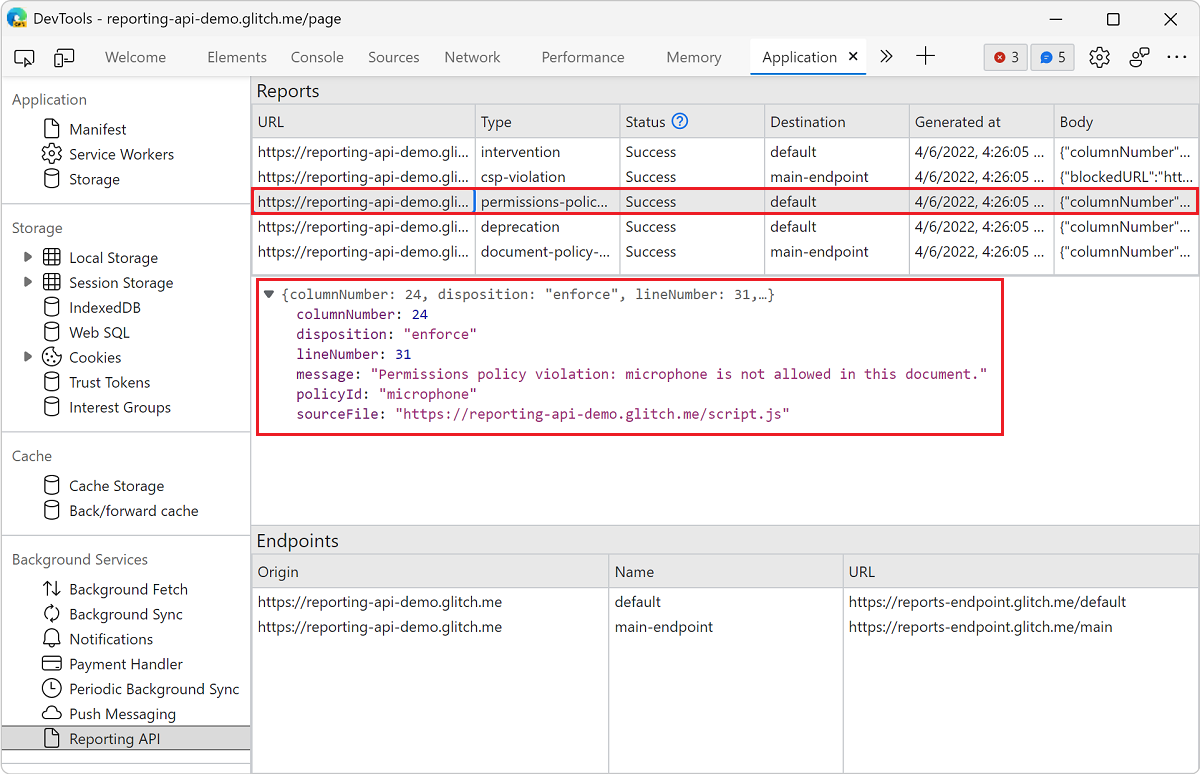 DevTools - reporting-api-demo.glitch.me/page
Welcome Elements Console Sources Network Performance Memory Application 3 5
Application
Manifest
Service Workers
Storage
Storage
Local Storage
Session Storage
IndexedDB
Web SQL
Cookies
Trust Tokens
Interest Groups
Cache
Cache Storage
Back/forward cache
Background Services
Background Fetch
Background Sync
Notifications
Payment Handler
Periodic Background Sync
Push Messaging
Reporting API
Reports
URL Type Status Destination Generated at Body
https://reporting-api-demo.gli... intervention Success default 4/6/2022, 4:26:05 ... {"columnNumber"...
https://reporting-api-demo.gli... csp-violation Success main-endpoint 4/6/2022, 4:26:05 ... {"blockedURL":"htt...
https://reporting-api-demo.gli... permissions-polic... Success default 4/6/2022, 4:26:05 ... {"columnNumber"...
https://reporting-api-demo.gli... deprecation Success default 4/6/2022, 4:26:05 ... {"columnNumber"...
https://reporting-api-demo.gli... document-policy-... Success main-endpoint 4/6/2022, 4:26:05 ... {"columnNumber"...
{columnNumber: 24, disposition: "enforce", lineNumber: 31,…}
columnNumber: 24
disposition: "enforce"
lineNumber: 31
message: "Permissions policy violation: microphone is not allowed in this document."
policyId: "microphone"
sourceFile: "https://reporting-api-demo.glitch.me/script.js"
Endpoints
Origin Name URL
https://reporting-api-demo.glitch.me default https://reports-endpoint.glitch.me/default
https://reporting-api-demo.glitch.me main-endpoint https://reports-endpoint.glitch.me/main